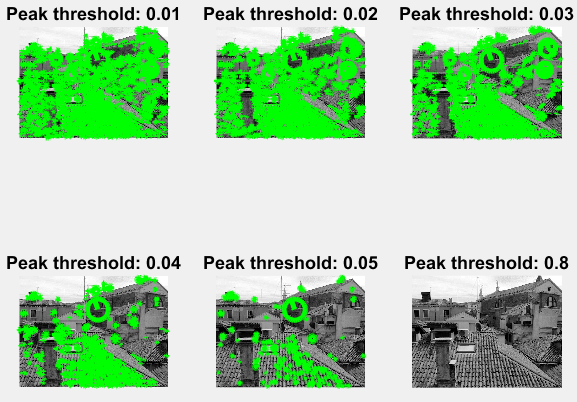 Peak threshold: 0.01
Peak threshold: 0.02
Peak threshold: 0.03
Peak threshold: 0.04
Peak threshold: 0.05
Peak threshold: 0.8